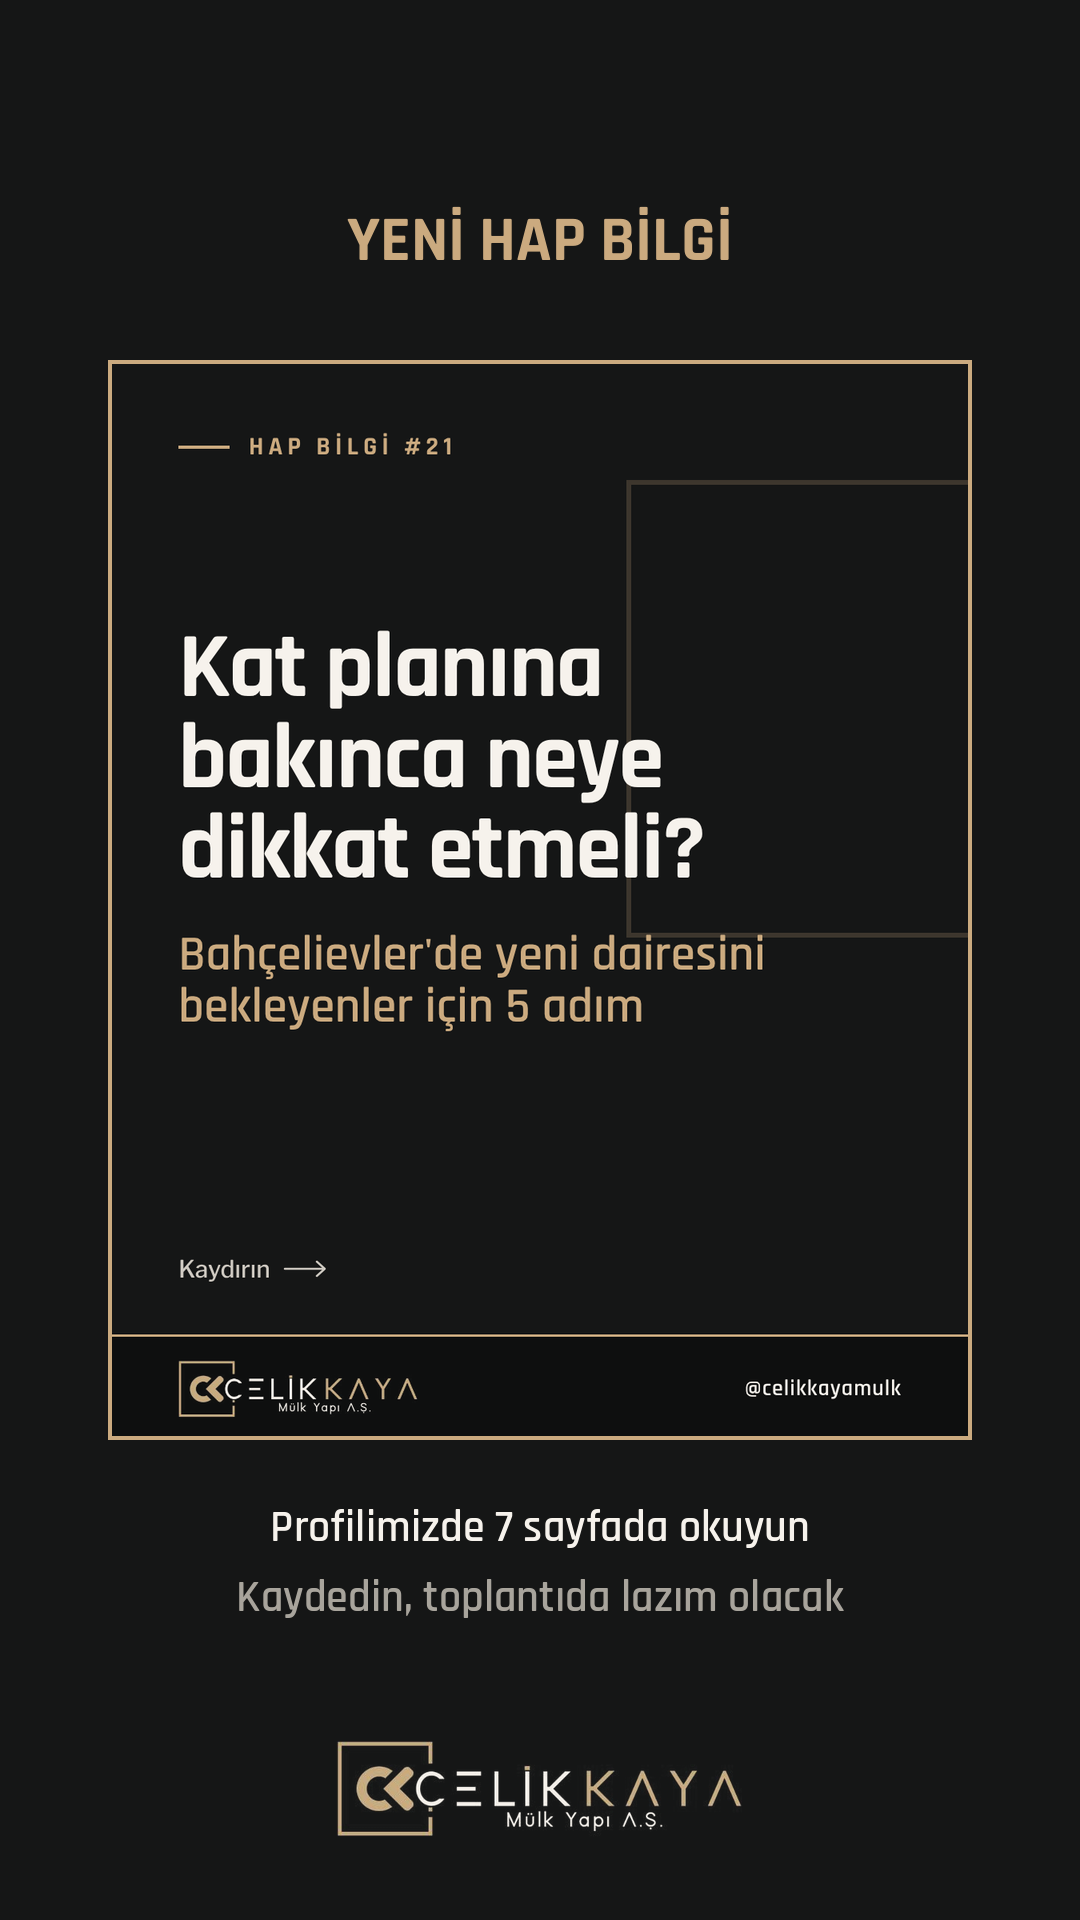 YENİ HAP BİLGİ
HAP BİLGİ #21
Kat planına
bakınca neye
dikkat etmeli?
Bahçelievler'de yeni dairesini
bekleyenler için 5 adım
Kaydırın
CK ÇELİKKAYA
Mülk Yapı A.Ş.
@celikkayamulk
Profilimizde 7 sayfada okuyun
Kaydedin, toplantıda lazım olacak
CK ÇELİKKAYA
Mülk Yapı A.Ş.